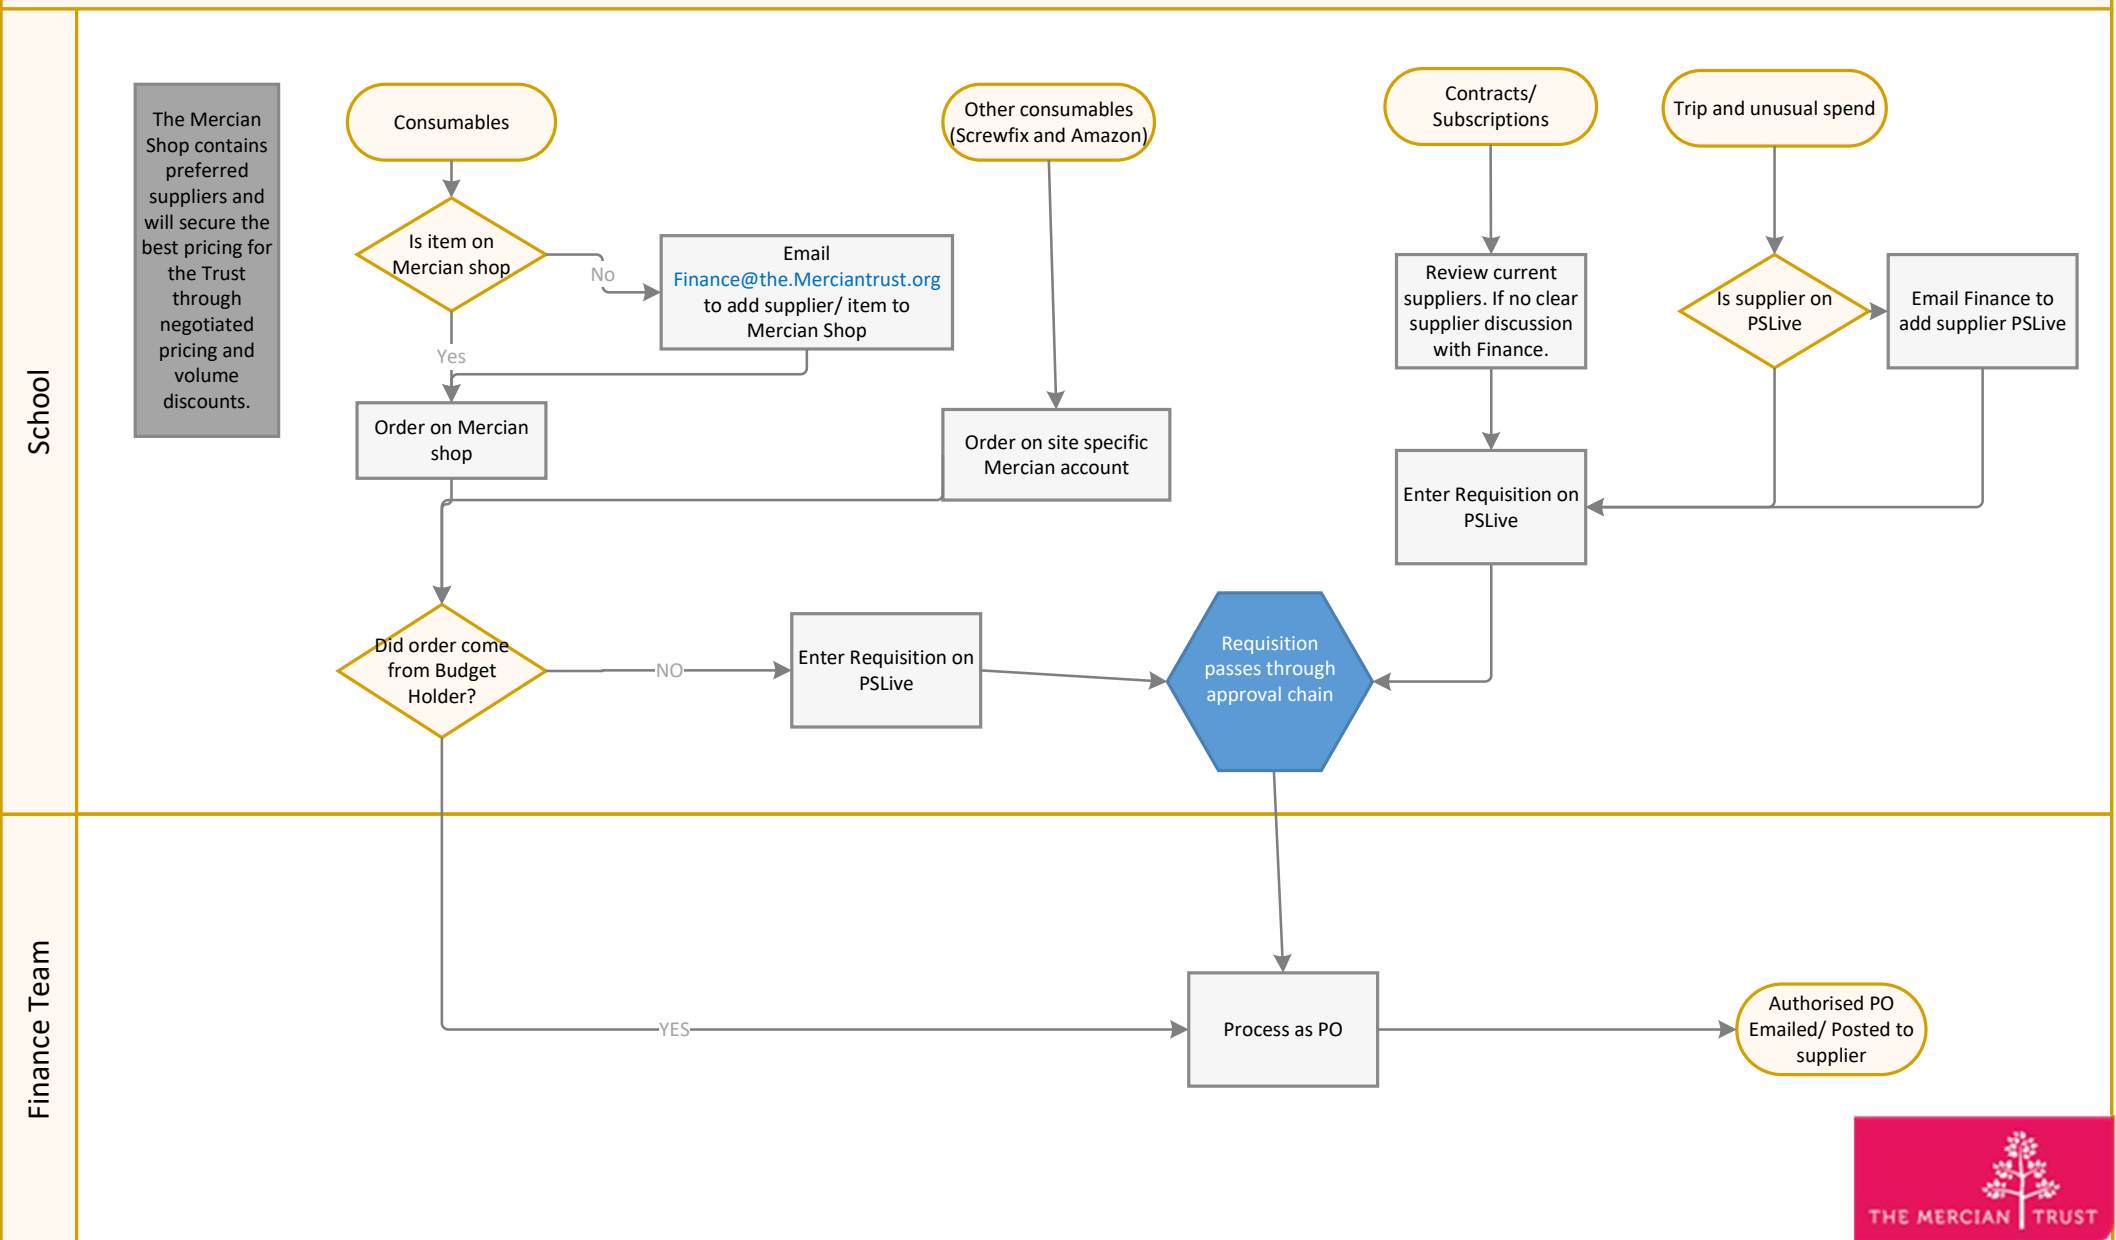 School
The Mercian
Shop contains
preferred
suppliers and
will secure the
best pricing for
the Trust
through
negotiated
pricing and
volume
discounts.
Consumables
Other consumables
(Screwfix and Amazon)
Contracts/
Subscriptions
Trip and unusual spend
Is item on
Mercian shop
No
Email
Finance@the.Merciantrust.org
to add supplier/ item to
Mercian Shop
Review current
suppliers. If no clear
supplier discussion
with Finance.
Is supplier on
PSLive
Email Finance to
add supplier PSLive
Yes
Order on Mercian
shop
Order on site specific
Mercian account
Enter Requisition on
PSLive
Did order come
from Budget
Holder?
NO
Enter Requisition on
PSLive
Requisition
passes through
approval chain
Finance Team
YES
Process as PO
Authorised PO
Emailed/ Posted to
supplier
THE MERCIAN TRUST